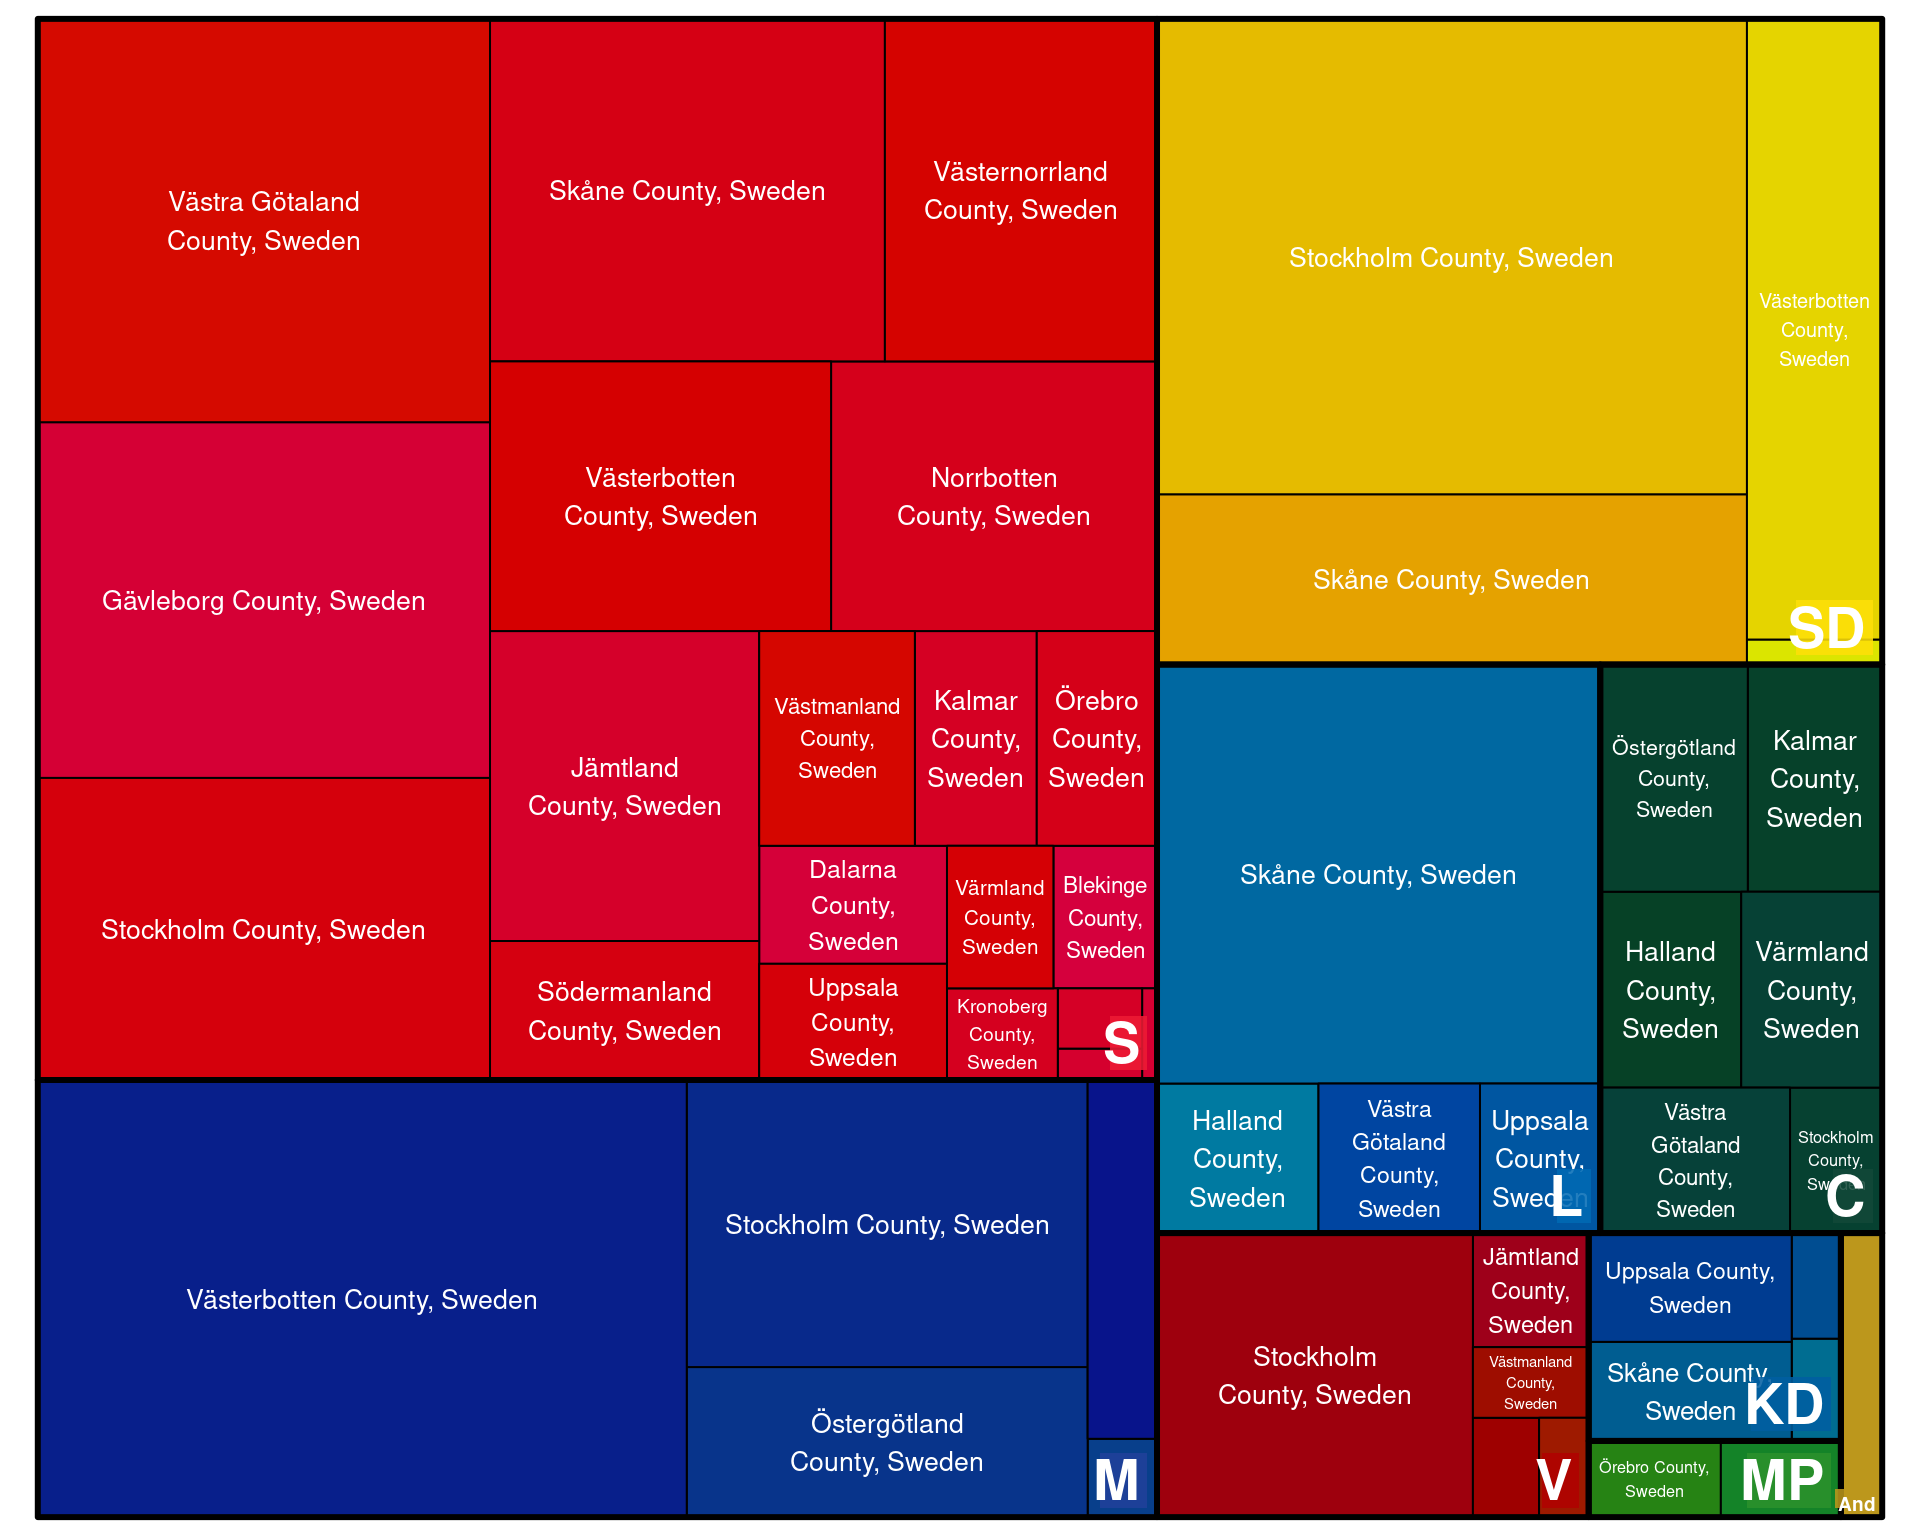 Västra Götaland
County, Sweden
Skåne County, Sweden
Västernorrland
County, Sweden
Gävleborg County, Sweden
Västerbotten
County, Sweden
Norrbotten
County, Sweden
Stockholm County, Sweden
Jämtland
County, Sweden
Västmanland
County,
Sweden
Kalmar
County,
Sweden
Örebro
County,
Sweden
Södermanland
County, Sweden
Dalarna
County,
Sweden
Värmland
County,
Sweden
Blekinge
County,
Sweden
Uppsala
County,
Sweden
Kronoberg
County,
Sweden
S
Västerbotten County, Sweden
Stockholm County, Sweden
Östergötland
County, Sweden
M
Stockholm County, Sweden
Västerbotten
County,
Sweden
Skåne County, Sweden
SD
Skåne County, Sweden
Halland
County,
Sweden
Västra
Götaland
County,
Sweden
Uppsala
County,
Sweden
L
Östergötland
County,
Sweden
Kalmar
County,
Sweden
Halland
County,
Sweden
Värmland
County,
Sweden
Västra
Götaland
County,
Sweden
Stockholm
County,
Sweden
C
Stockholm
County, Sweden
Jämtland
County,
Sweden
Västmanland
County,
Sweden
V
Uppsala County,
Sweden
Skåne County,
Sweden
KD
Örebro County,
Sweden
MP
And